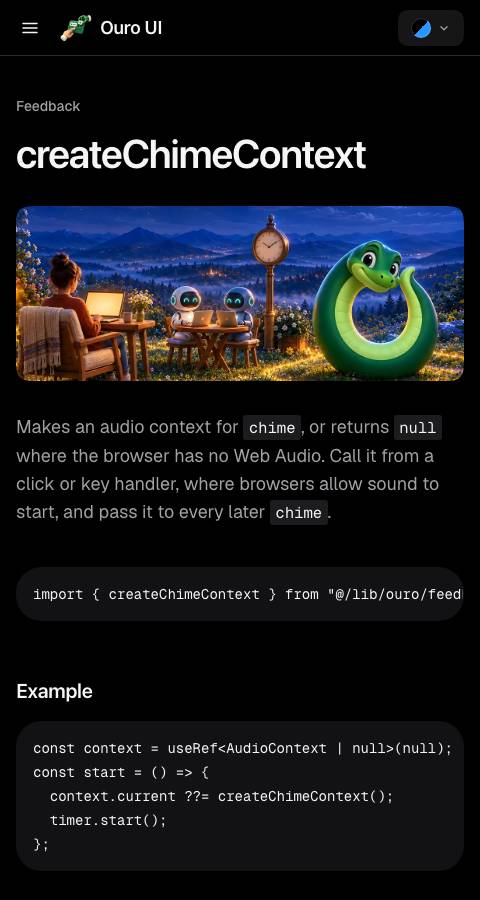 Ouro UI
Feedback
createChimeContext
Makes an audio context for chime, or returns null
where the browser has no Web Audio. Call it from a
click or key handler, where browsers allow sound to
start, and pass it to every later chime.
import { createChimeContext } from "@/lib/ouro/feed
Example
const context = useRef<AudioContext | null>(null);
const start = () => {
  context.current ??= createChimeContext();
  timer.start();
};